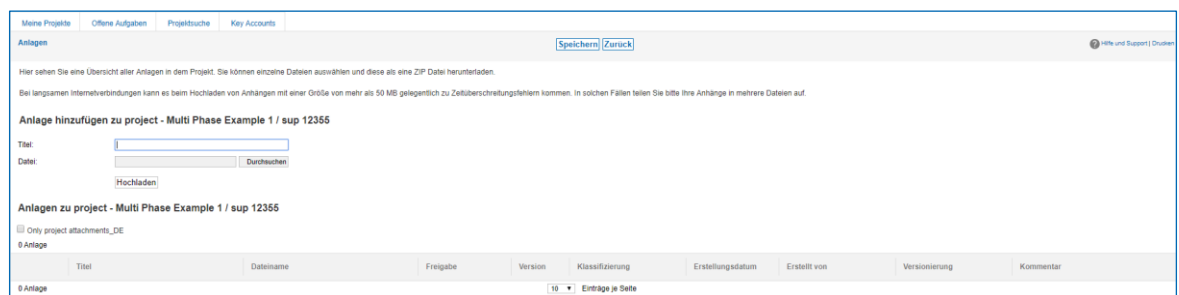 Meine Projekte Offene Aufgaben Projektsuche Key Accounts
Anlagen Speichern Zurück Hilfe und Support | Drucken
Hier sehen Sie eine Übersicht aller Anlagen in dem Projekt. Sie können einzelne Dateien auswählen und diese als eine ZIP Datei herunterladen.
Bei langsamen Internetverbindungen kann es beim Hochladen von Anhängen mit einer Größe von mehr als 50 MB gelegentlich zu Zeitüberschreitungsfehlern kommen. In solchen Fällen teilen Sie bitte Ihre Anhänge in mehrere Dateien auf.
Anlage hinzufügen zu project - Multi Phase Example 1 / sup 12355
Titel:
Datei: Durchsuchen
Hochladen
Anlagen zu project - Multi Phase Example 1 / sup 12355
Only project attachments_DE
0 Anlage
Titel Dateiname Freigabe Version Klassifizierung Erstellungsdatum Erstellt von Versionierung Kommentar
0 Anlage 10 Einträge je Seite